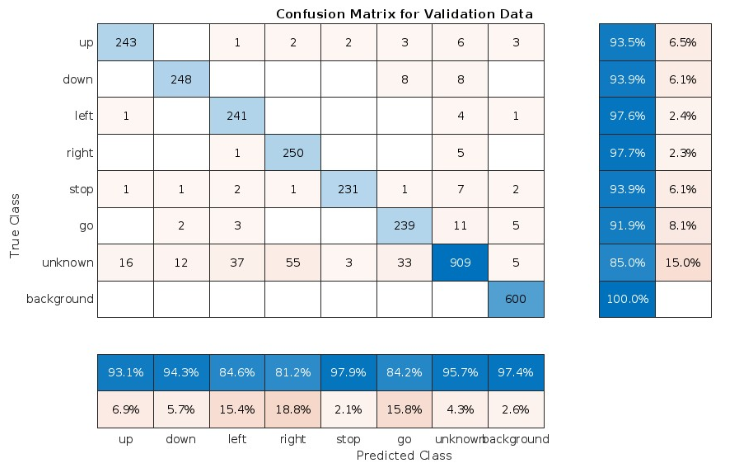 Confusion Matrix for Validation Data
up 243 1 2 2 3 6 3 93.5% 6.5%
down 248 8 8 93.9% 6.1%
left 1 241 4 1 97.6% 2.4%
right 1 250 5 97.7% 2.3%
stop 1 1 2 1 231 1 7 2 93.9% 6.1%
go 2 3 239 11 5 91.9% 8.1%
unknown 16 12 37 55 3 33 909 5 85.0% 15.0%
background 600 100.0%
True Class
93.1% 94.3% 84.6% 81.2% 97.9% 84.2% 95.7% 97.4%
6.9% 5.7% 15.4% 18.8% 2.1% 15.8% 4.3% 2.6%
up down left right stop go unknown background
Predicted Class